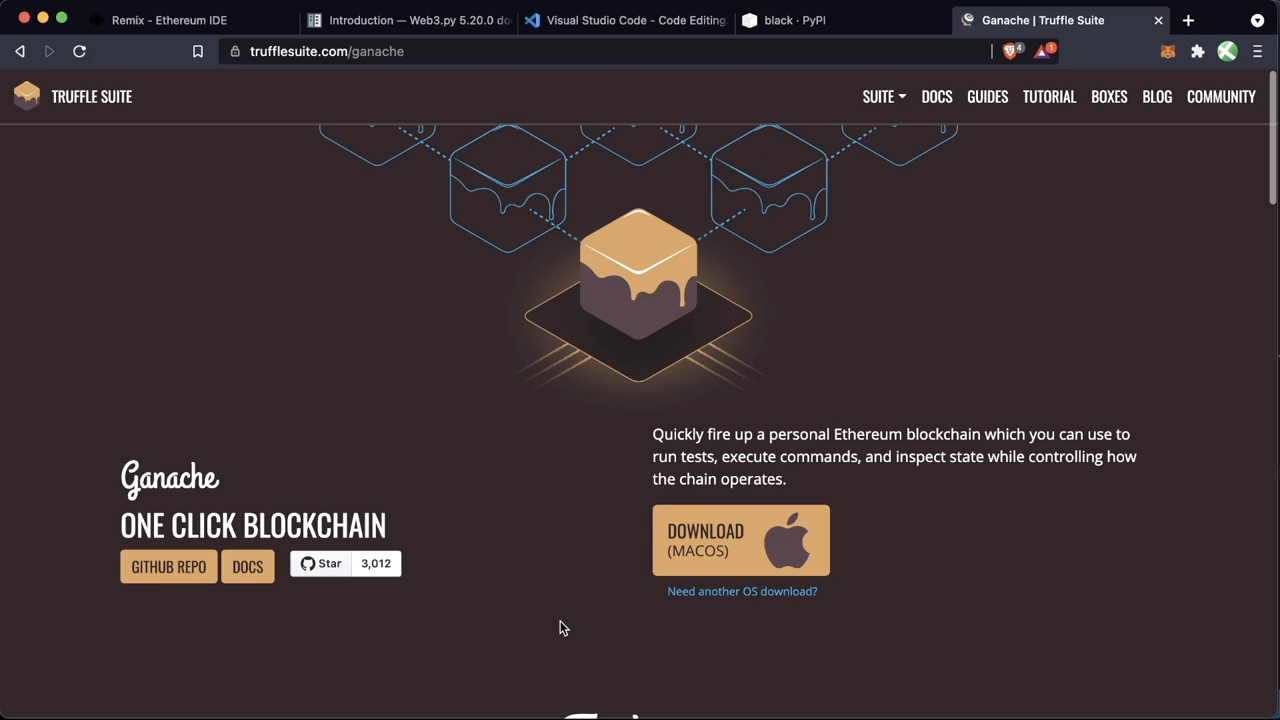 Remix - Ethereum IDE
Introduction — Web3.py 5.20.0 do
Visual Studio Code - Code Editing
black · PyPI
Ganache | Truffle Suite
trufflesuite.com/ganache
4
1
TRUFFLE SUITE
SUITE
DOCS
GUIDES
TUTORIAL
BOXES
BLOG
COMMUNITY
Quickly fire up a personal Ethereum blockchain which you can use to
run tests, execute commands, and inspect state while controlling how
the chain operates.
Ganache
ONE CLICK BLOCKCHAIN
GITHUB REPO
DOCS
Star
3,012
DOWNLOAD
(MACOS)
Need another OS download?